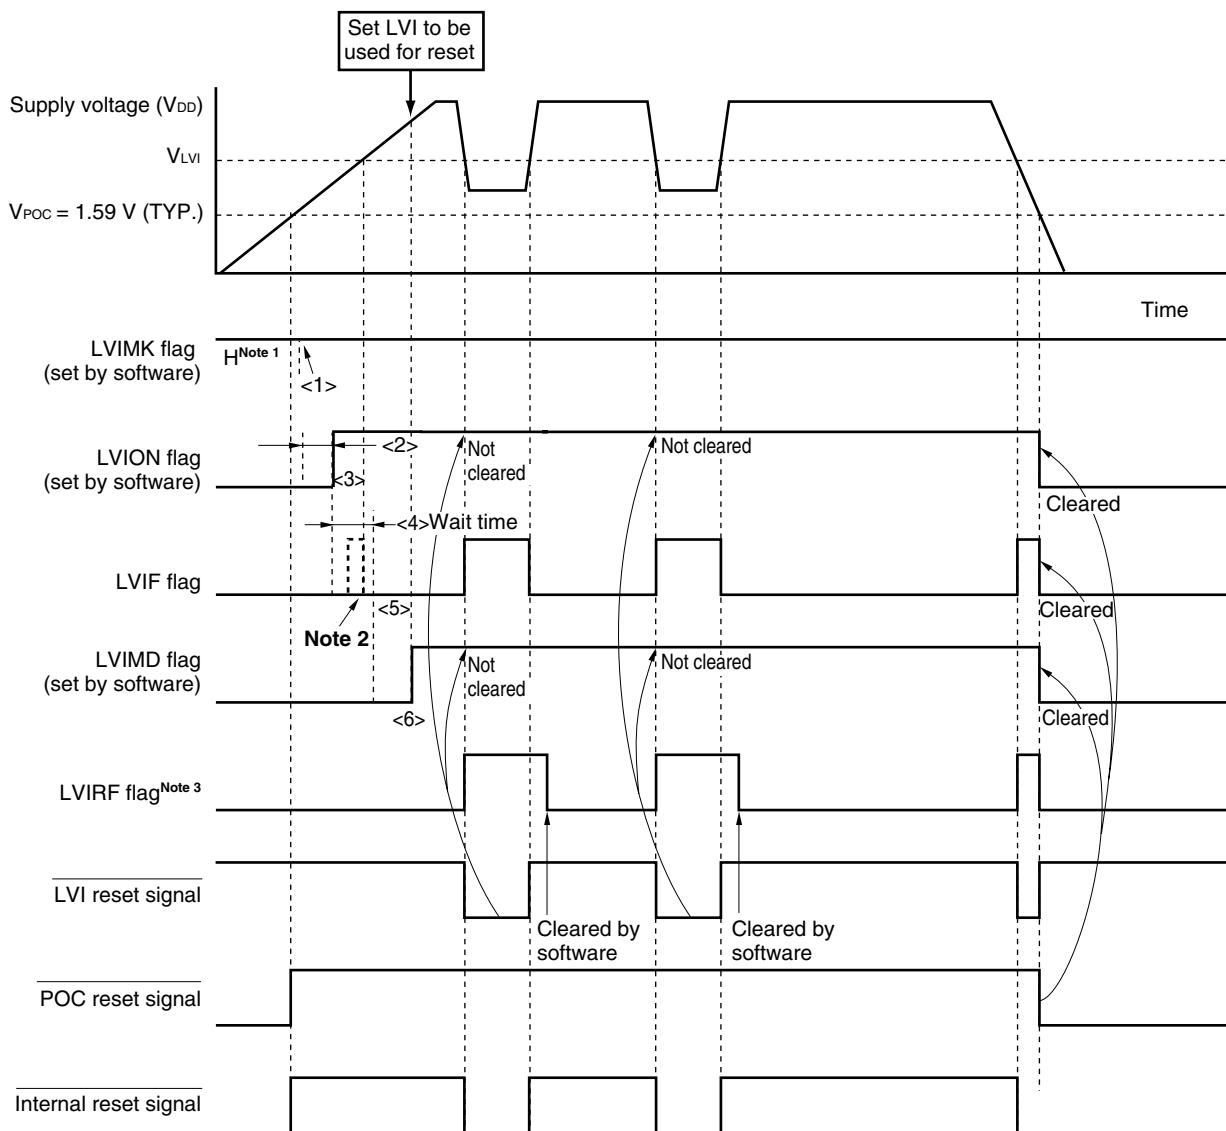 Set LVI to be
used for reset
Supply voltage (VDD)
VLVI
VPOC = 1.59 V (TYP.)
Time
LVIMK flag
(set by software)
HNote 1
<1>
LVION flag
(set by software)
<2>
<3>
Not
cleared
Not cleared
Cleared
<4>Wait time
LVIF flag
<5>
Note 2
Cleared
LVIMD flag
(set by software)
<6>
Not
cleared
Not cleared
Cleared
LVIRF flagNote 3
LVI reset signal
Cleared by
software
Cleared by
software
POC reset signal
Internal reset signal